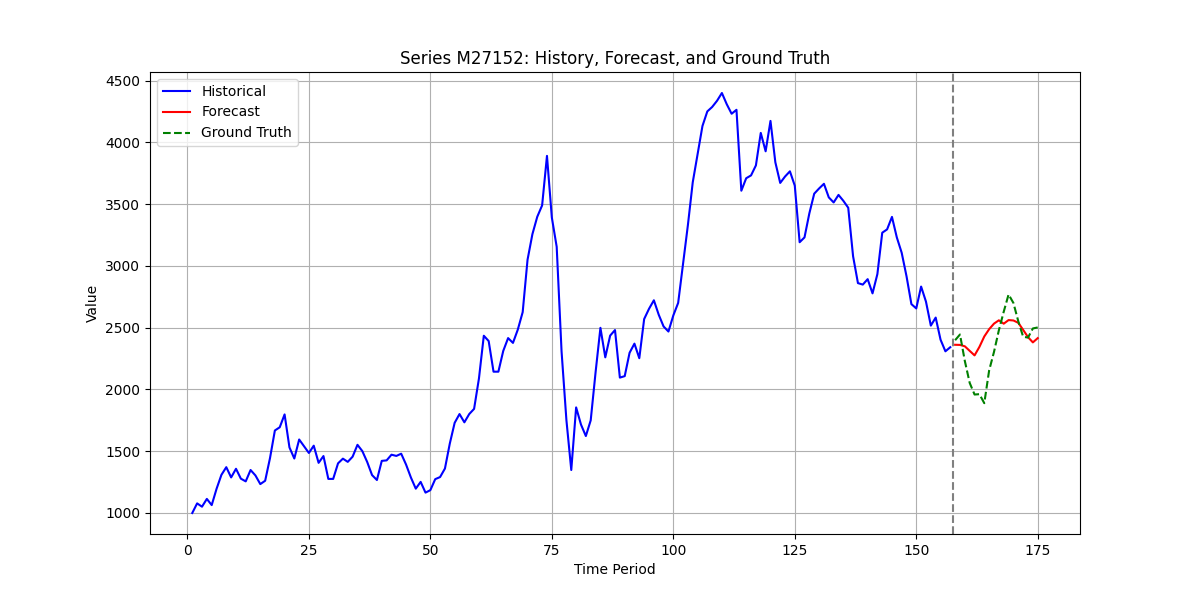 Series M27152: History, Forecast, and Ground Truth
Historical
Forecast
Ground Truth
4500
4000
3500
3000
2500
2000
1500
1000
Value
0 25 50 75 100 125 150 175
Time Period